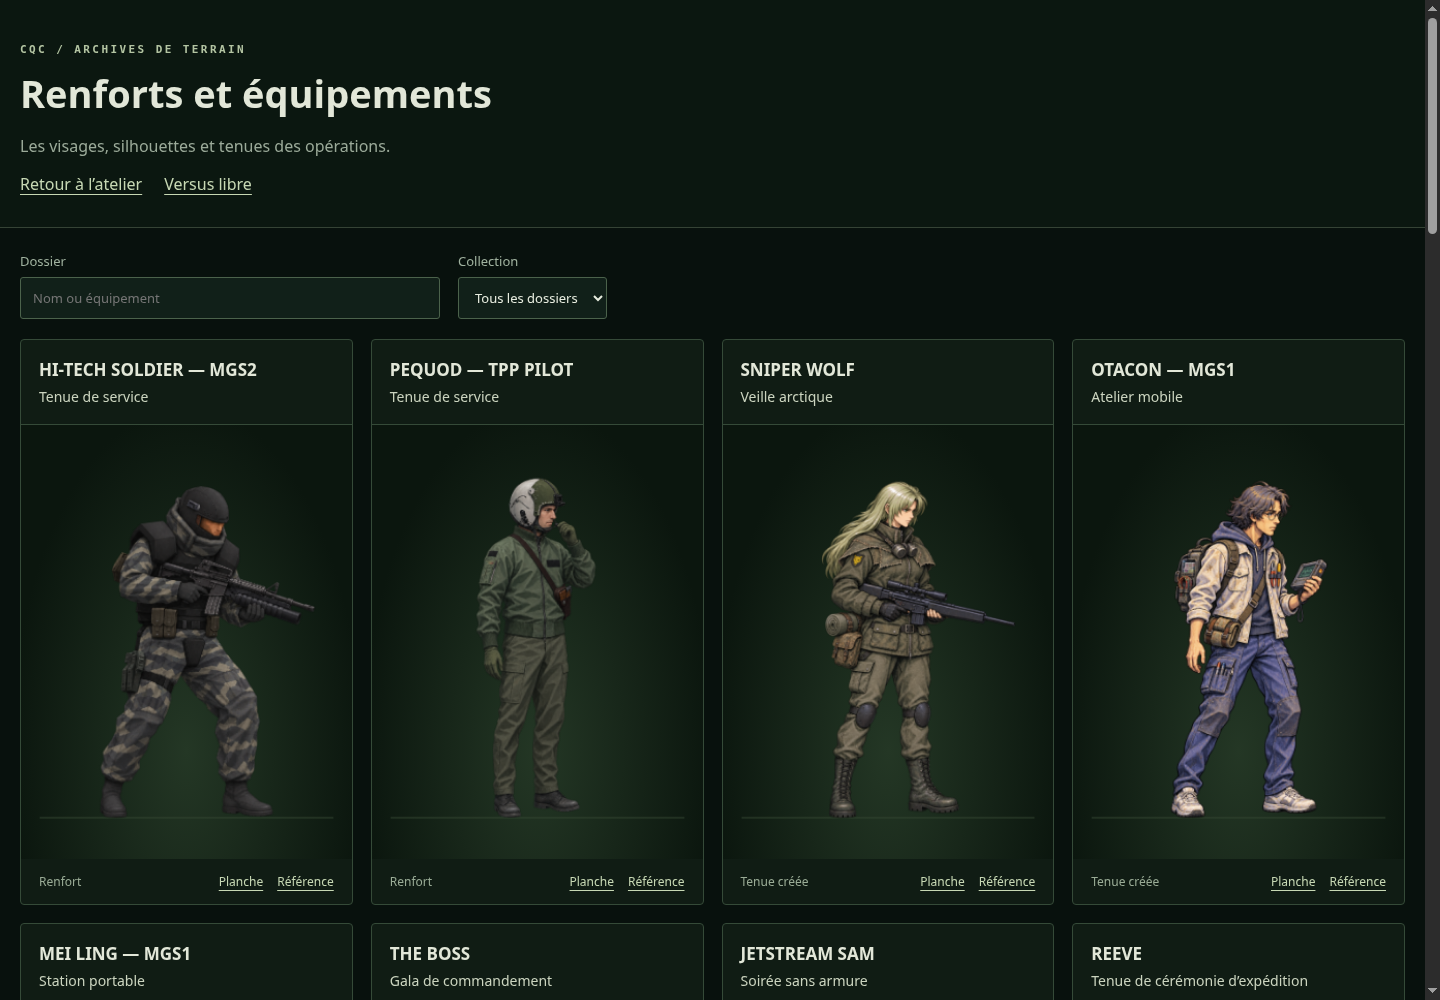 CQC / ARCHIVES DE TERRAIN
Renforts et équipements
Les visages, silhouettes et tenues des opérations.
Retour à l’atelier Versus libre
Dossier Collection
Nom ou équipement Tous les dossiers
HI-TECH SOLDIER — MGS2
Tenue de service
Renfort Planche Référence
PEQUOD — TPP PILOT
Tenue de service
Renfort Planche Référence
SNIPER WOLF
Veille arctique
Tenue créée Planche Référence
OTACON — MGS1
Atelier mobile
Tenue créée Planche Référence
MEI LING — MGS1
Station portable
THE BOSS
Gala de commandement
JETSTREAM SAM
Soirée sans armure
REEVE
Tenue de cérémonie d’expédition